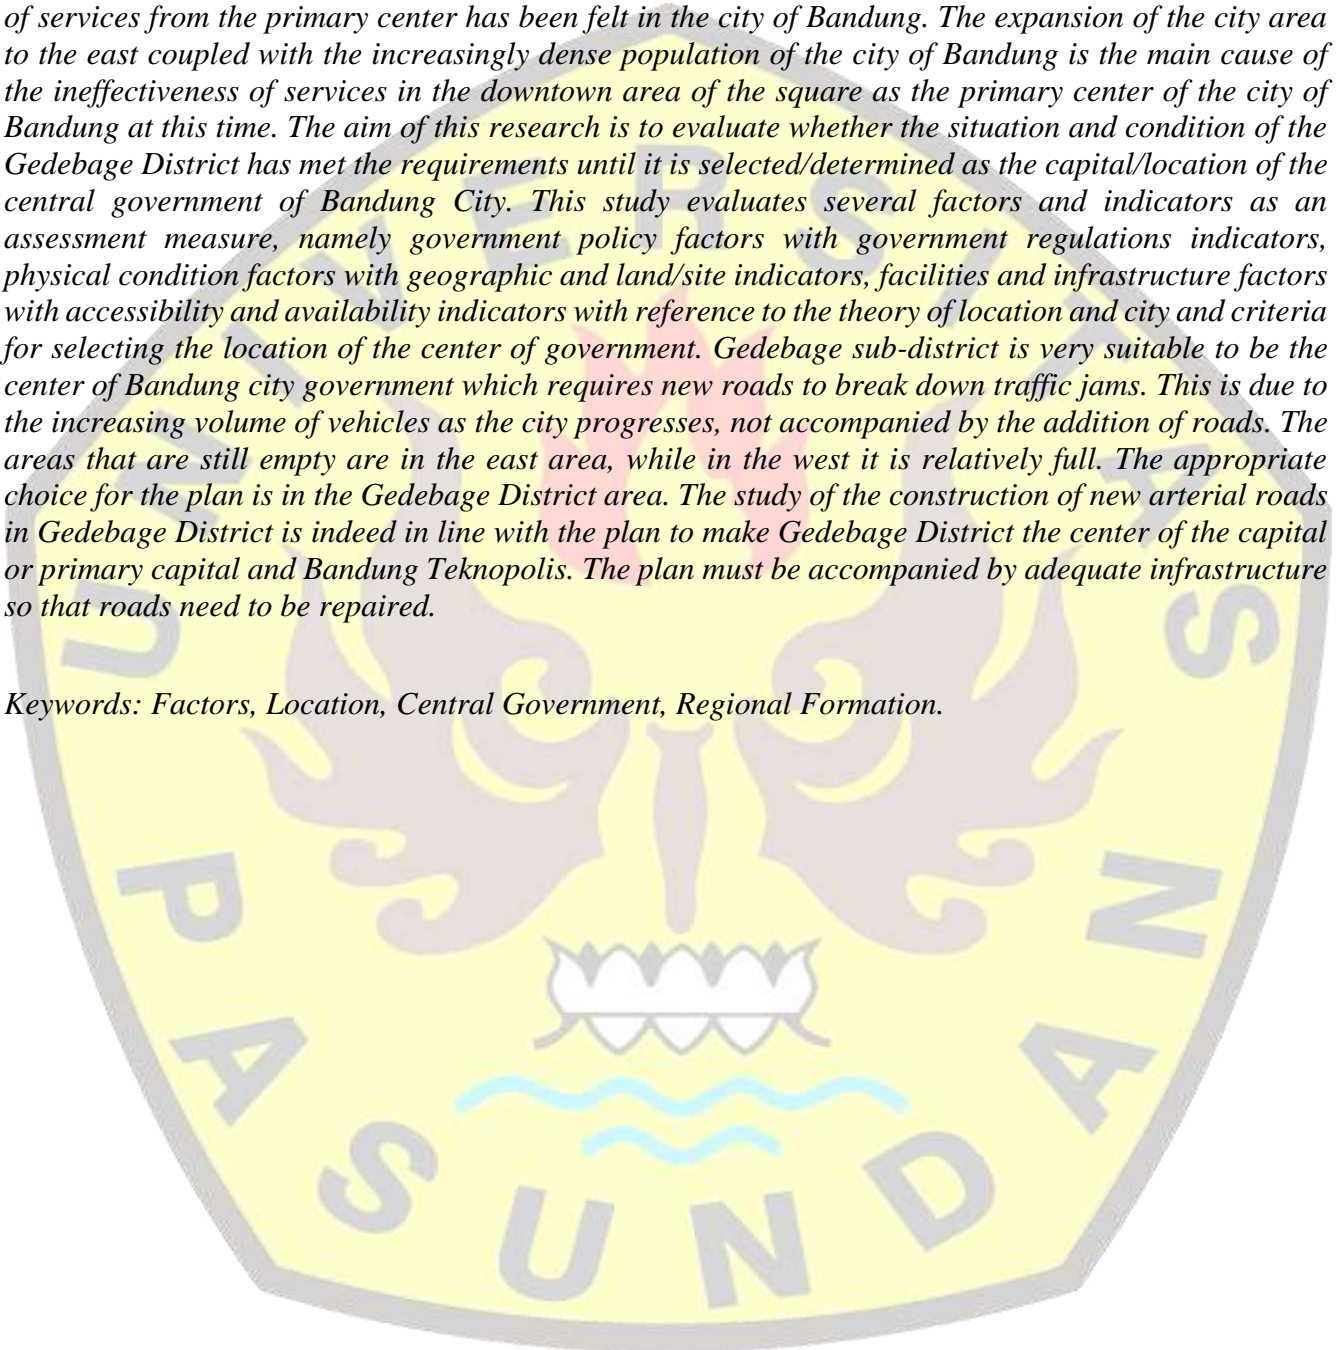 of services from the primary center has been felt in the city of Bandung. The expansion of the city area
to the east coupled with the increasingly dense population of the city of Bandung is the main cause of
the ineffectiveness of services in the downtown area of the square as the primary center of the city of
Bandung at this time. The aim of this research is to evaluate whether the situation and condition of the
Gedebage District has met the requirements until it is selected/determined as the capital/location of the
central government of Bandung City. This study evaluates several factors and indicators as an
assessment measure, namely government policy factors with government regulations indicators,
physical condition factors with geographic and land/site indicators, facilities and infrastructure factors
with accessibility and availability indicators with reference to the theory of location and city and criteria
for selecting the location of the center of government. Gedebage sub-district is very suitable to be the
center of Bandung city government which requires new roads to break down traffic jams. This is due to
the increasing volume of vehicles as the city progresses, not accompanied by the addition of roads. The
areas that are still empty are in the east area, while in the west it is relatively full. The appropriate
choice for the plan is in the Gedebage District area. The study of the construction of new arterial roads
in Gedebage District is indeed in line with the plan to make Gedebage District the center of the capital
or primary capital and Bandung Teknopolis. The plan must be accompanied by adequate infrastructure
so that roads need to be repaired.
Keywords: Factors, Location, Central Government, Regional Formation.
UNIVERSITAS
PASUNDAN